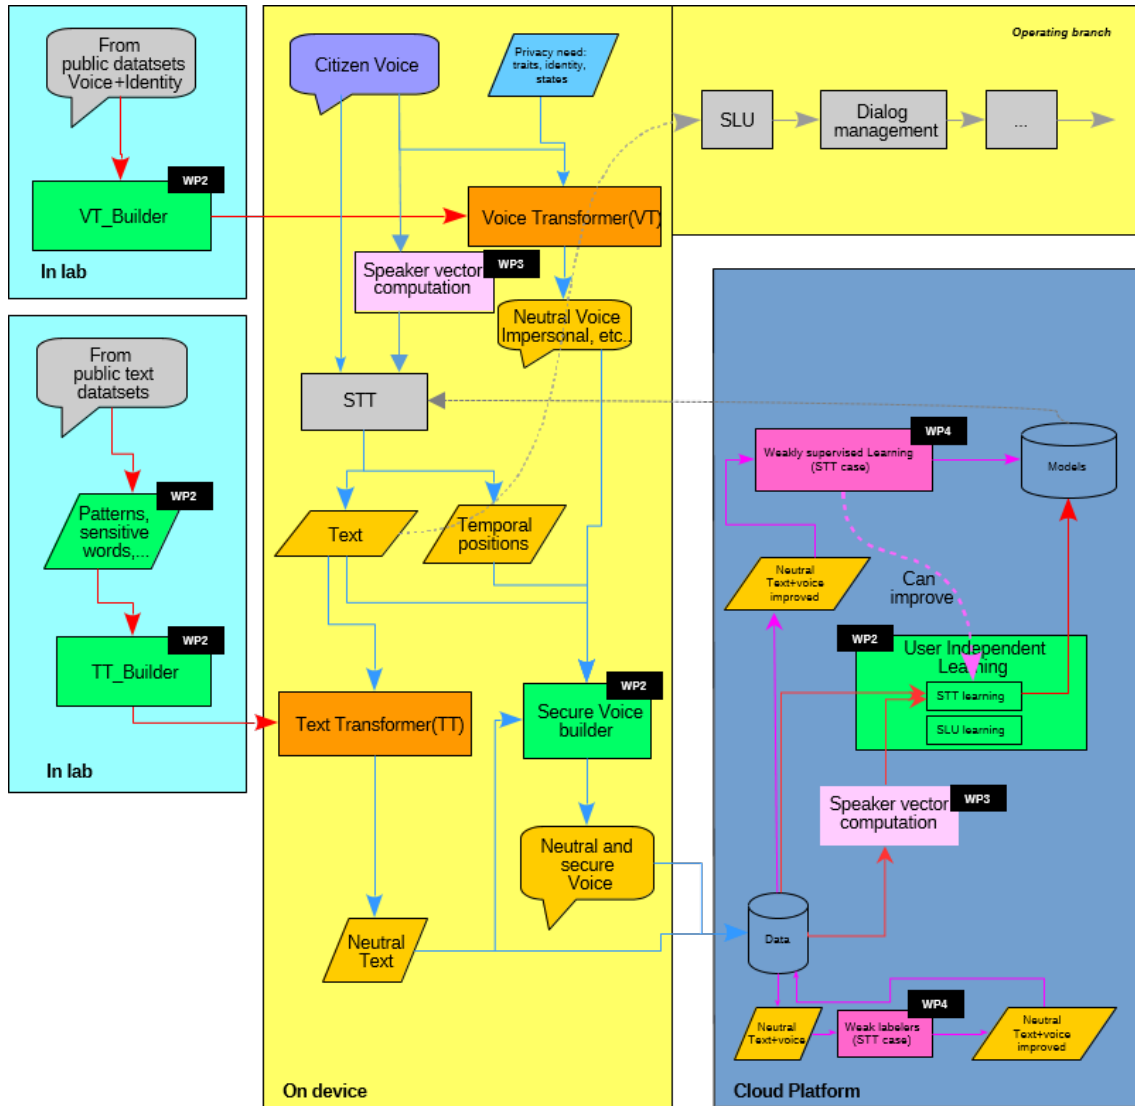 From
public datatsets
Voice+Identity
WP2
VT_Builder
In lab
From
public text
datatsets
WP2
Patterns,
sensitive
words,...
WP2
TT_Builder
In lab
Citizen Voice
Privacy need:
traits, identity,
states
Voice Transformer(VT)
WP3
Speaker vector
computation
Neutral Voice
Impersonal, etc..
STT
Text
Temporal
positions
Text Transformer(TT)
WP2
Secure Voice
builder
Neutral and
secure
Voice
Neutral
Text
On device
Operating branch
SLU
Dialog
management
...
WP4
Weakly supervised Learning
(STT case)
Models
Neutral
Text+voice
improved
Can
improve
WP2
User Independent
Learning
STT learning
SLU learning
WP3
Speaker vector
computation
Data
Neutral
Text+voice
WP4
Weak labelers
(STT case)
Neutral
Text+voice
improved
Cloud Platform